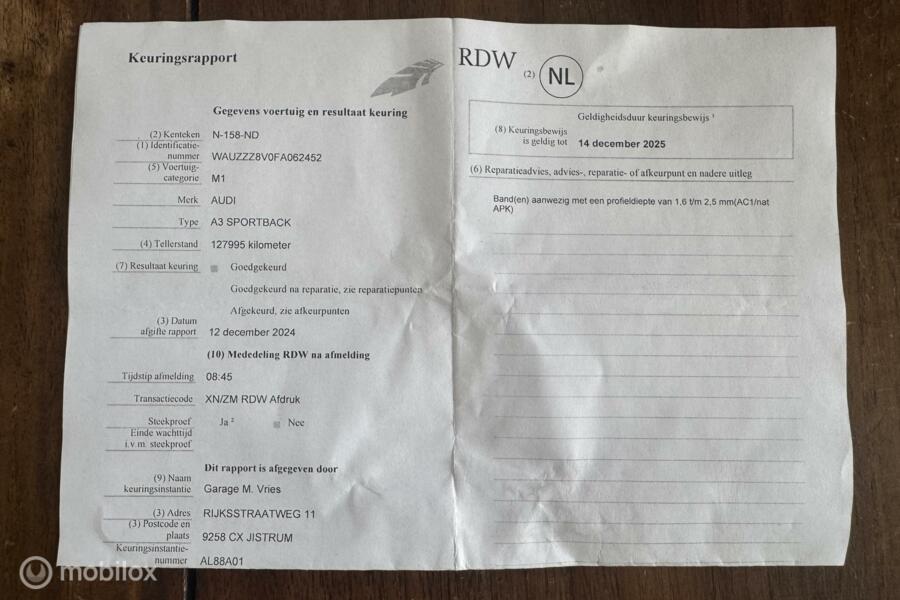 Keuringsrapport
Gegevens voertuig en resultaat keuring
(2) Kenteken N-158-ND
(1) Identificatie-
nummer WAUZZZ8V0FA062452
(5) Voertuig-
categorie M1
Merk AUDI
Type A3 SPORTBACK
(4) Tellerstand 127995 kilometer
(7) Resultaat keuring Goedgekeurd
Goedgekeurd na reparatie, zie reparatiepunten
Afgekeurd, zie afkeurpunten
(3) Datum
afgifte rapport 12 december 2024
(10) Mededeling RDW na afmelding
Tijdstip afmelding 08:45
Transactiecode XN/ZM RDW Afdruk
Steekproef Ja ² Nee
Einde wachttijd
i.v.m. steekproef
Dit rapport is afgegeven door
(9) Naam
keuringsinstantie Garage M. Vries
(3) Adres RIJKSSTRAATWEG 11
(3) Postcode en
plaats 9258 CX JISTRUM
Keuringsinstantie-
nummer AL88A01
RDW (2) NL
Geldigheidsduur keuringsbewijs ¹
(8) Keuringsbewijs
is geldig tot 14 december 2025
(6) Reparatieadvies, advies-, reparatie- of afkeurpunt en nadere uitleg
Band(en) aanwezig met een profieldiepte van 1,6 t/m 2,5 mm(AC1/nat
APK)
mobilox